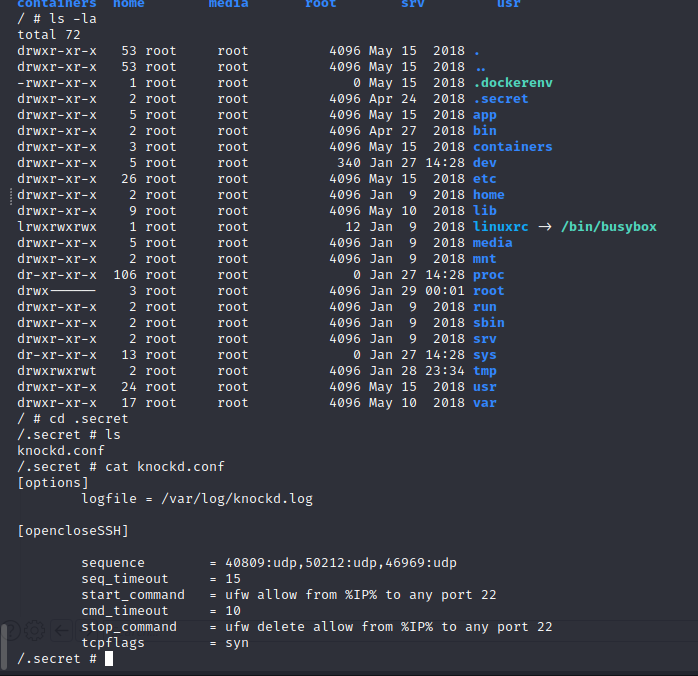 containers  home        media       root        srv         usr
/ # ls -la
total 72
drwxr-xr-x   53 root     root          4096 May 15  2018 .
drwxr-xr-x   53 root     root          4096 May 15  2018 ..
-rwxr-xr-x    1 root     root             0 May 15  2018 .dockerenv
drwxr-xr-x    2 root     root          4096 Apr 24  2018 .secret
drwxr-xr-x    5 root     root          4096 May 15  2018 app
drwxr-xr-x    2 root     root          4096 Apr 27  2018 bin
drwxr-xr-x    3 root     root          4096 May 15  2018 containers
drwxr-xr-x    5 root     root           340 Jan 27 14:28 dev
drwxr-xr-x   26 root     root          4096 May 15  2018 etc
drwxr-xr-x    2 root     root          4096 Jan  9  2018 home
drwxr-xr-x    9 root     root          4096 May 10  2018 lib
lrwxrwxrwx    1 root     root            12 Jan  9  2018 linuxrc -> /bin/busybox
drwxr-xr-x    5 root     root          4096 Jan  9  2018 media
drwxr-xr-x    2 root     root          4096 Jan  9  2018 mnt
dr-xr-xr-x  106 root     root             0 Jan 27 14:28 proc
drwx------    3 root     root          4096 Jan 29 00:01 root
drwxr-xr-x    2 root     root          4096 Jan  9  2018 run
drwxr-xr-x    2 root     root          4096 Jan  9  2018 sbin
drwxr-xr-x    2 root     root          4096 Jan  9  2018 srv
dr-xr-xr-x   13 root     root             0 Jan 27 14:28 sys
drwxrwxrwt    2 root     root          4096 Jan 28 23:34 tmp
drwxr-xr-x   24 root     root          4096 May 15  2018 usr
drwxr-xr-x   17 root     root          4096 May 10  2018 var
/ # cd .secret
/.secret # ls
knockd.conf
/.secret # cat knockd.conf
[options]
        logfile = /var/log/knockd.log
[opencloseSSH]
        sequence        = 40809:udp,50212:udp,46969:udp
        seq_timeout     = 15
        start_command   = ufw allow from %IP% to any port 22
        cmd_timeout     = 10
        stop_command    = ufw delete allow from %IP% to any port 22
        tcpflags        = syn
/.secret #